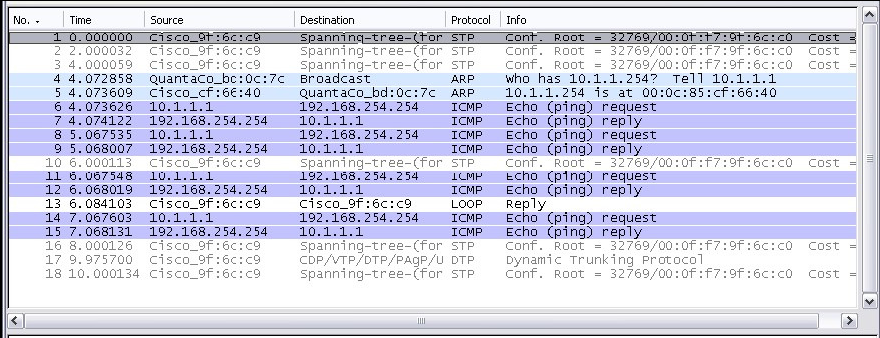 No. Time Source Destination Protocol Info
1 0.000000 Cisco_9f:6c:c9 Spanning-tree-(for STP Conf. Root = 32769/00:0f:f7:9f:6c:c0 Cost =
2 2.000032 Cisco_9f:6c:c9 Spanning-tree-(for STP Conf. Root = 32769/00:0f:f7:9f:6c:c0 Cost =
3 4.000059 Cisco_9f:6c:c9 Spanning-tree-(for STP Conf. Root = 32769/00:0f:f7:9f:6c:c0 Cost =
4 4.072858 QuantaCo_bd:0c:7c Broadcast ARP Who has 10.1.1.254? Tell 10.1.1.1
5 4.073609 Cisco_cf:66:40 QuantaCo_bd:0c:7c ARP 10.1.1.254 is at 00:0c:85:cf:66:40
6 4.073626 10.1.1.1 192.168.254.254 ICMP Echo (ping) request
7 4.074122 192.168.254.254 10.1.1.1 ICMP Echo (ping) reply
8 5.067535 10.1.1.1 192.168.254.254 ICMP Echo (ping) request
9 5.068007 192.168.254.254 10.1.1.1 ICMP Echo (ping) reply
10 6.000113 Cisco_9f:6c:c9 Spanning-tree-(for STP Conf. Root = 32769/00:0f:f7:9f:6c:c0 Cost =
11 6.067548 10.1.1.1 192.168.254.254 ICMP Echo (ping) request
12 6.068019 192.168.254.254 10.1.1.1 ICMP Echo (ping) reply
13 6.084103 Cisco_9f:6c:c9 Cisco_9f:6c:c9 LOOP Reply
14 7.067603 10.1.1.1 192.168.254.254 ICMP Echo (ping) request
15 7.068131 192.168.254.254 10.1.1.1 ICMP Echo (ping) reply
16 8.000126 Cisco_9f:6c:c9 Spanning-tree-(for STP Conf. Root = 32769/00:0f:f7:9f:6c:c0 Cost =
17 9.975700 Cisco_9f:6c:c9 CDP/VTP/DTP/PAgP/U DTP Dynamic Trunking Protocol
18 10.000134 Cisco_9f:6c:c9 Spanning-tree-(for STP Conf. Root = 32769/00:0f:f7:9f:6c:c0 Cost =